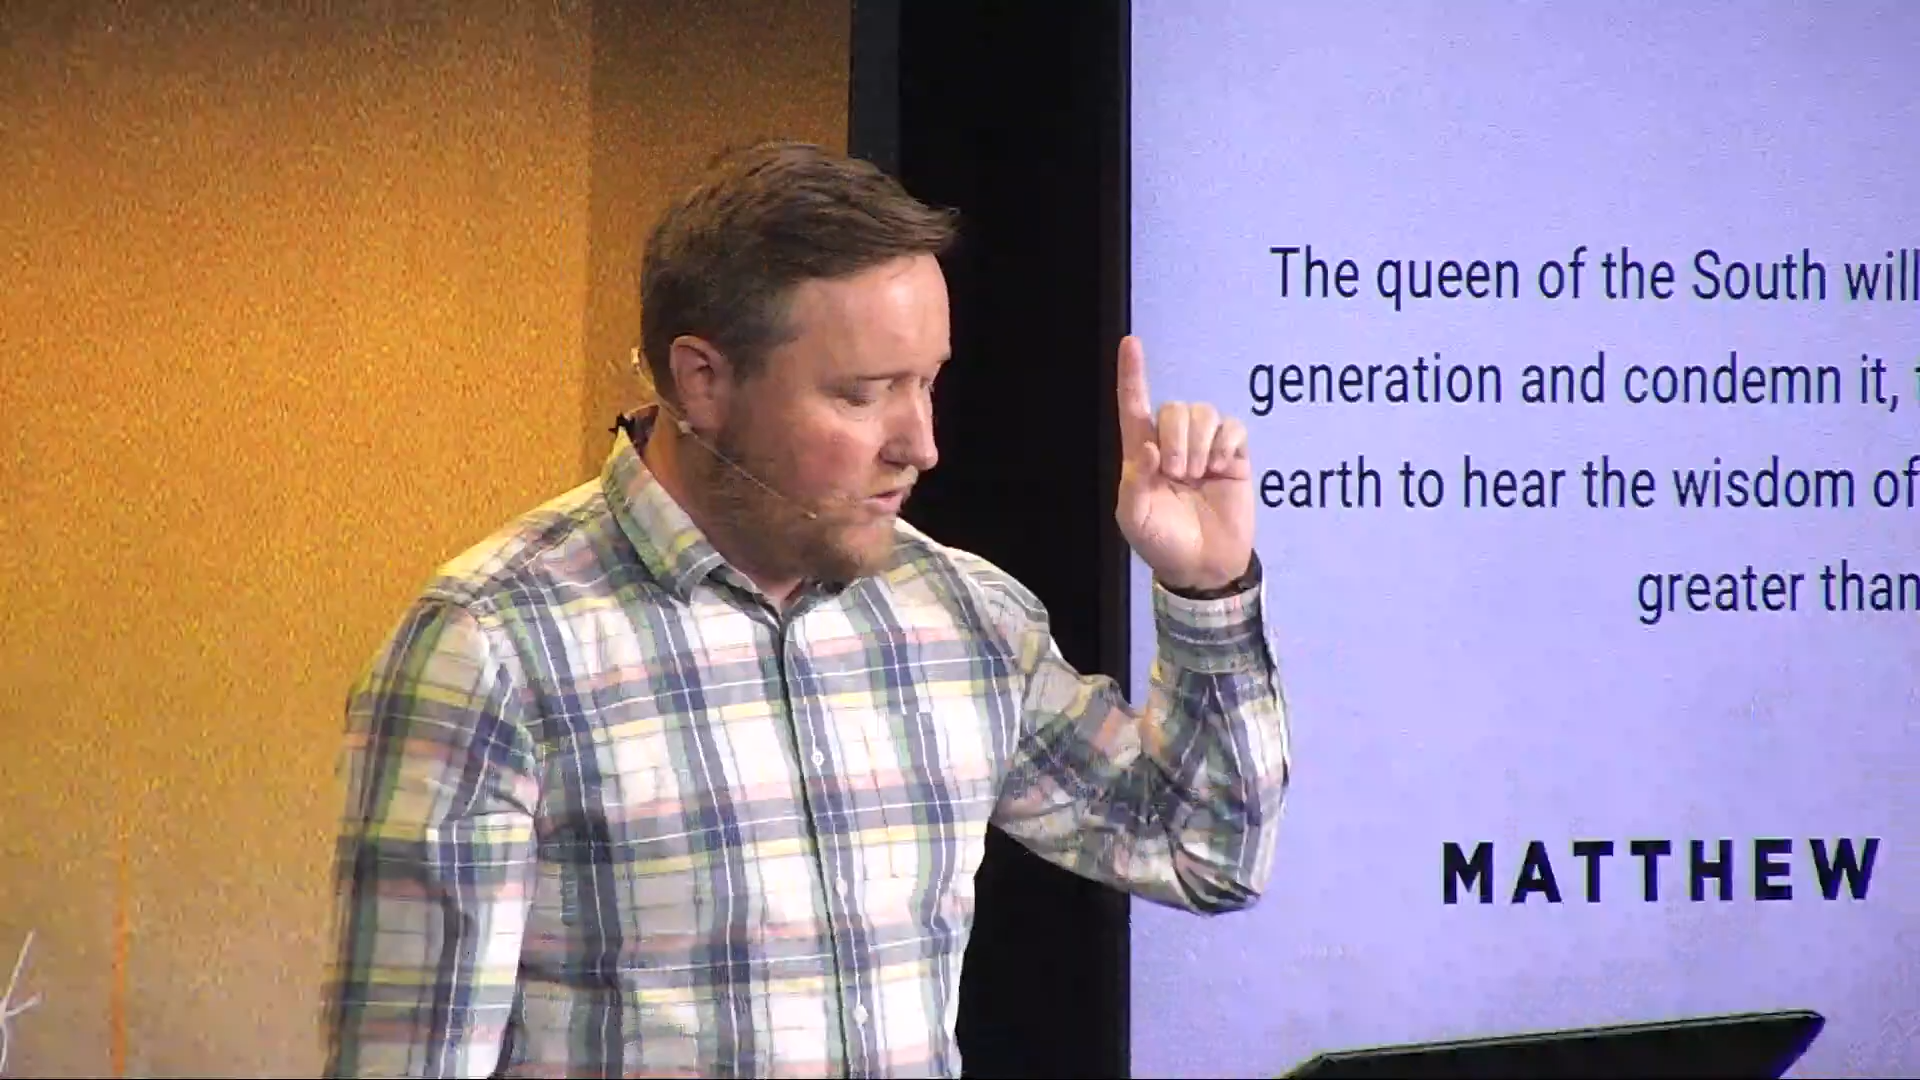 The queen of the South will
generation and condemn it,
earth to hear the wisdom of
greater than
MATTHEW